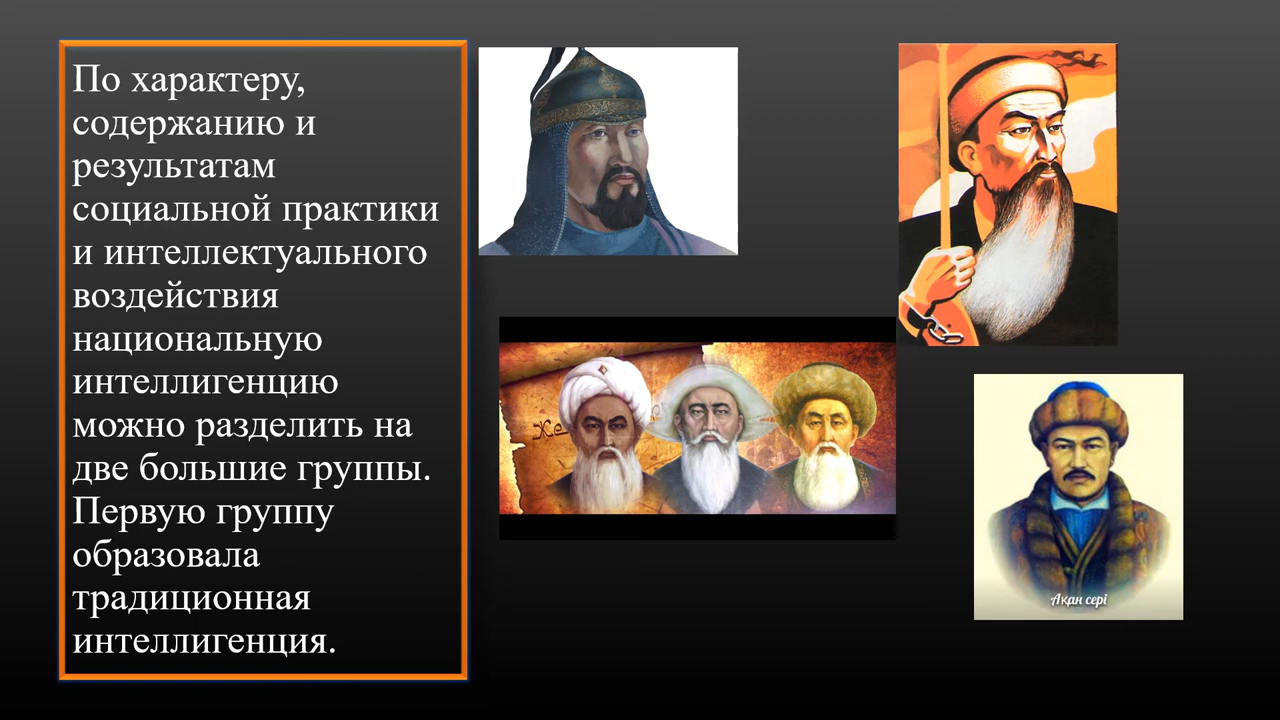 По характеру,
содержанию и
результатам
социальной практики
и интеллектуального
воздействия
национальную
интеллигенцию
можно разделить на
две большие группы.
Первую группу
образовала
традиционная
интеллигенция.
Ақан сері